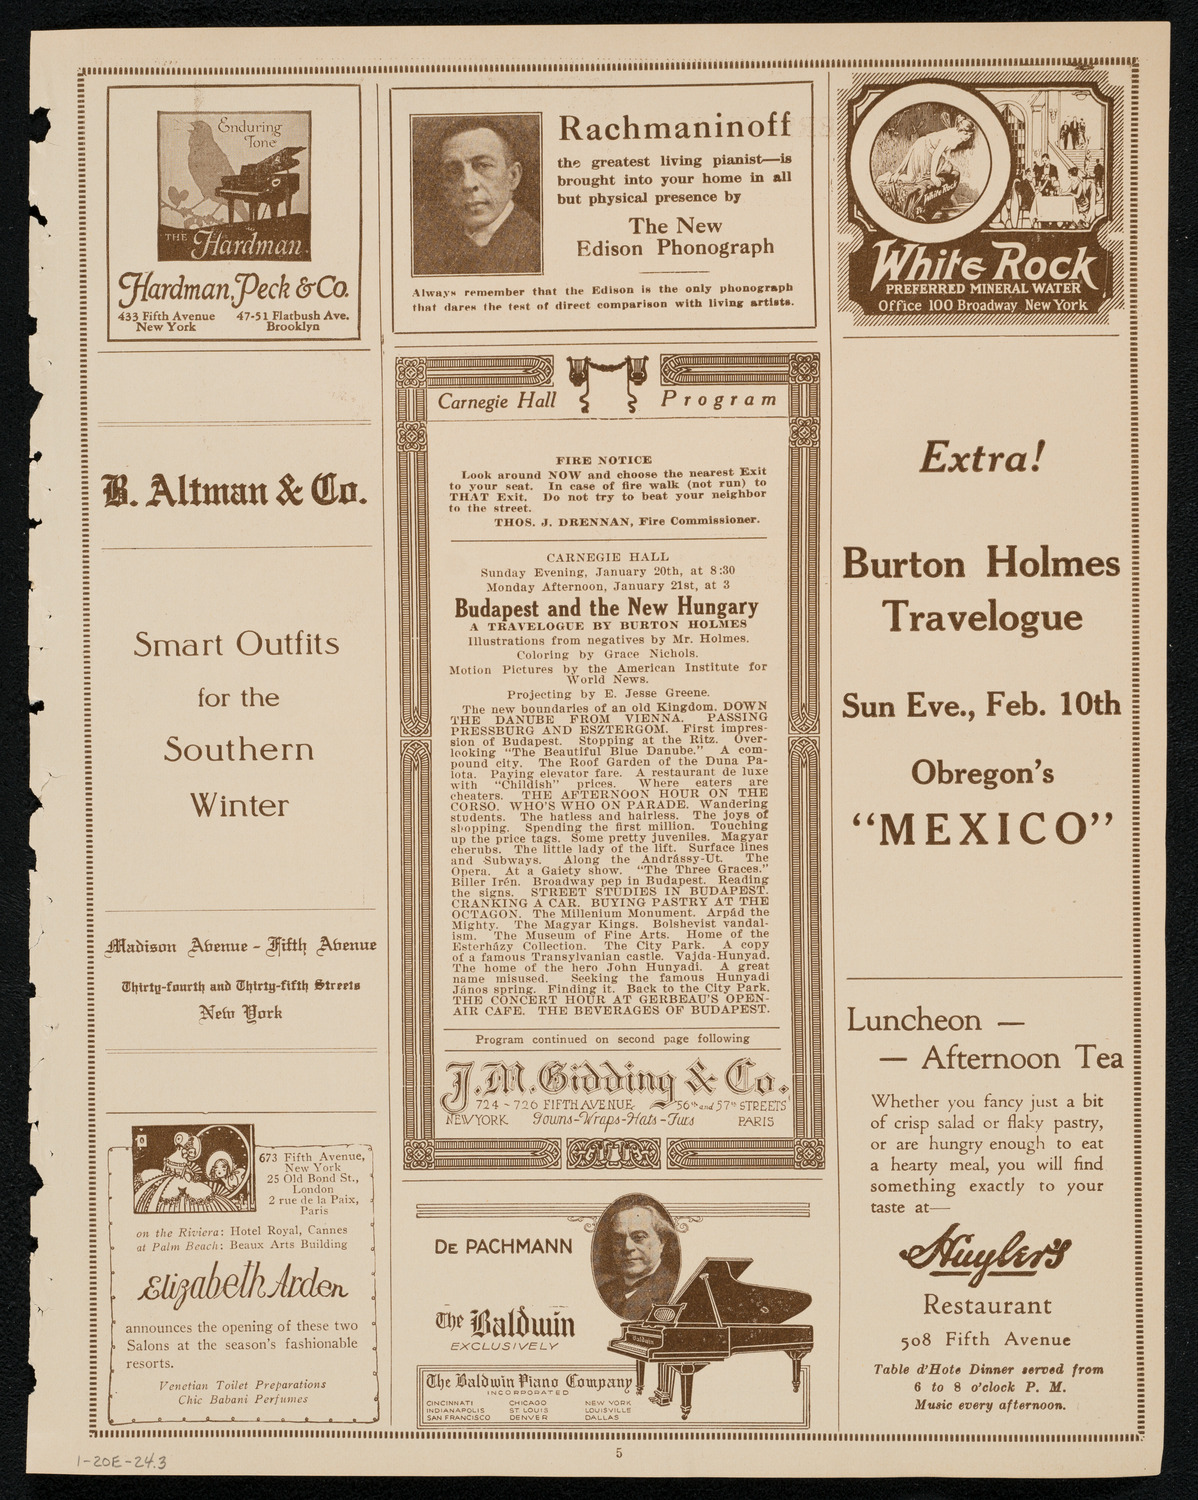 Enduring
Tone
THE Hardman
Hardman, Peck & Co.
433 Fifth Avenue 47-51 Flatbush Ave.
New York Brooklyn
B. Altman & Co.
Smart Outfits
for the
Southern
Winter
Madison Avenue - Fifth Avenue
Thirty-fourth and Thirty-fifth Streets
New York
673 Fifth Avenue,
New York
25 Old Bond St.,
London
2 rue de la Paix,
Paris
on the Riviera: Hotel Royal, Cannes
at Palm Beach: Beaux Arts Building
Elizabeth Arden
announces the opening of these two
Salons at the season's fashionable
resorts.
Venetian Toilet Preparations
Chic Babani Perfumes
Rachmaninoff
the greatest living pianist—is
brought into your home in all
but physical presence by
The New
Edison Phonograph
Always remember that the Edison is the only phonograph
that dares the test of direct comparison with living artists.
Carnegie Hall Program
FIRE NOTICE
Look around NOW and choose the nearest Exit
to your seat. In case of fire walk (not run) to
THAT Exit. Do not try to beat your neighbor
to the street.
THOS. J. DRENNAN, Fire Commissioner.
CARNEGIE HALL
Sunday Evening, January 20th, at 8:30
Monday Afternoon, January 21st, at 3
Budapest and the New Hungary
A TRAVELOGUE BY BURTON HOLMES
Illustrations from negatives by Mr. Holmes.
Coloring by Grace Nichols.
Motion Pictures by the American Institute for
World News.
Projecting by E. Jesse Greene.
The new boundaries of an old Kingdom. DOWN
THE DANUBE FROM VIENNA. PASSING
PRESSBURG AND ESZTERGOM. First impres-
sion of Budapest. Stopping at the Ritz. Over-
looking "The Beautiful Blue Danube." A com-
pound city. The Roof Garden of the Duna Pa-
lota. Paying elevator fare. A restaurant de luxe
with "Childish" prices. Where eaters are
cheaters. THE AFTERNOON HOUR ON THE
CORSO. WHO'S WHO ON PARADE. Wandering
students. The hatless and hairless. The joys of
shopping. Spending the first million. Touching
up the price tags. Some pretty juveniles. Magyar
cherubs. The little lady of the lift. Surface lines
and Subways. Along the Andrássy-Ut. The
Opera. At a Gaiety show. "The Three Graces."
Biller Irén. Broadway pep in Budapest. Reading
the signs. STREET STUDIES IN BUDAPEST.
CRANKING A CAR. BUYING PASTRY AT THE
OCTAGON. The Millenium Monument. Arpád the
Mighty. The Magyar Kings. Bolshevist vandal-
ism. The Museum of Fine Arts. Home of the
Esterházy Collection. The City Park. A copy
of a famous Transylvanian castle. Vajda-Hunyad.
The home of the hero John Hunyadi. A great
name misused. Seeking the famous Hunyadi
János spring. Finding it. Back to the City Park.
THE CONCERT HOUR AT GERBEAU'S OPEN-
AIR CAFE. THE BEVERAGES OF BUDAPEST.
Program continued on second page following
J.M. Gidding & Co.
724-726 FIFTH AVENUE 56th and 57th STREETS
NEW YORK Gowns-Wraps-Hats-Furs PARIS
DE PACHMANN
The Baldwin
EXCLUSIVELY
Baldwin
The Baldwin Piano Company
INCORPORATED
CINCINNATI CHICAGO NEW YORK
INDIANAPOLIS ST. LOUIS LOUISVILLE
SAN FRANCISCO DENVER DALLAS
White Rock
White Rock
PREFERRED MINERAL WATER
Office 100 Broadway New York
Extra!
Burton Holmes
Travelogue
Sun Eve., Feb. 10th
Obregon's
"MEXICO"
Luncheon —
— Afternoon Tea
Whether you fancy just a bit
of crisp salad or flaky pastry,
or are hungry enough to eat
a hearty meal, you will find
something exactly to your
taste at—
Huyler's
Restaurant
508 Fifth Avenue
Table d'Hote Dinner served from
6 to 8 o'clock P. M.
Music every afternoon.
5
1-20E-24.3